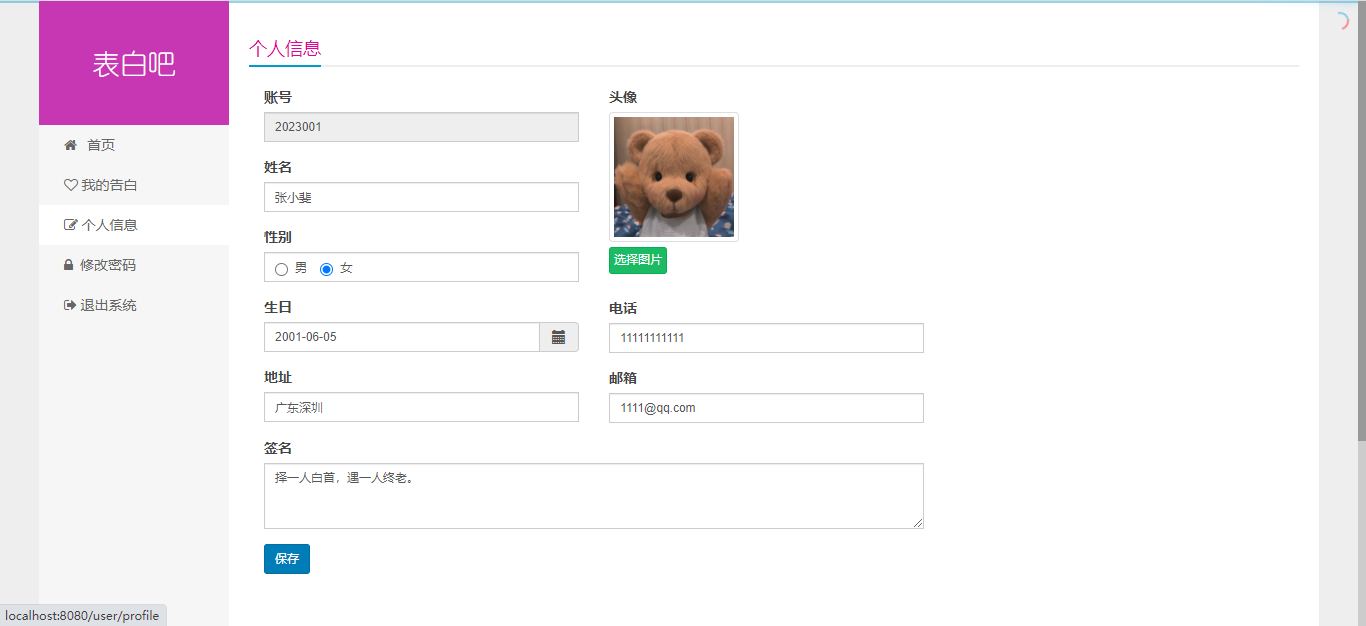 表白吧
首页
我的告白
个人信息
修改密码
退出系统
个人信息
账号
2023001
姓名
张小斐
性别
男 女
生日
2001-06-05
地址
广东深圳
头像
选择图片
电话
11111111111
邮箱
1111@qq.com
签名
择一人白首，遇一人终老。
保存
localhost:8080/user/profile